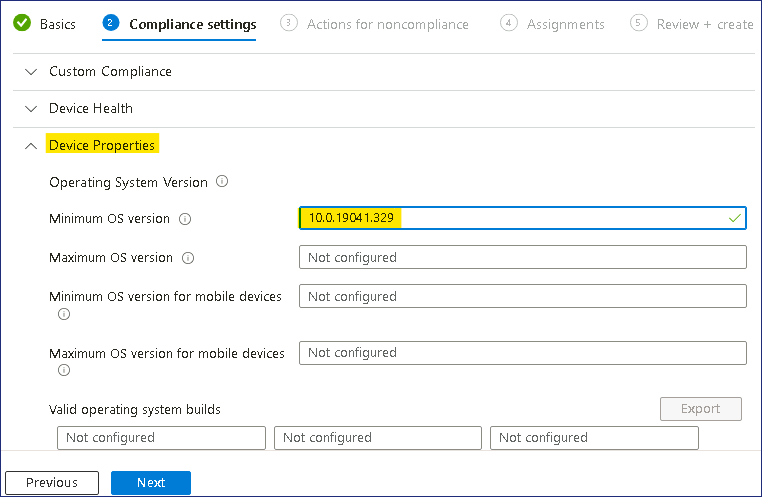 Basics 2 Compliance settings 3 Actions for noncompliance 4 Assignments 5 Review + create
Custom Compliance
Device Health
Device Properties
Operating System Version
Minimum OS version 10.0.19041.329
Maximum OS version Not configured
Minimum OS version for mobile devices Not configured
Maximum OS version for mobile devices Not configured
Valid operating system builds Export
Not configured Not configured Not configured
Previous Next